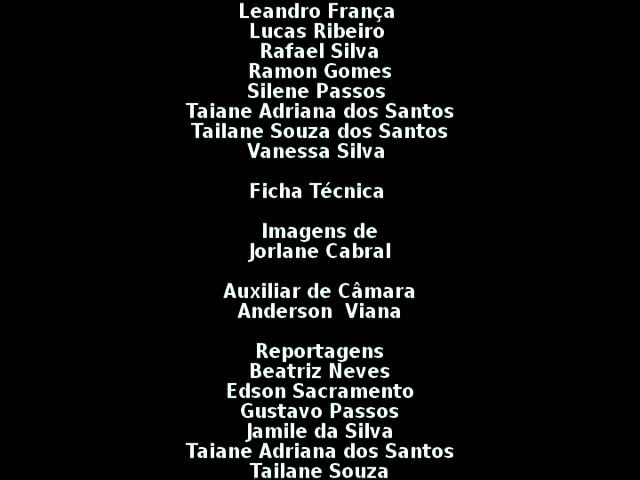 Leandro França
Lucas Ribeiro
Rafael Silva
Ramon Gomes
Silene Passos
Taiane Adriana dos Santos
Tailane Souza dos Santos
Vanessa Silva
Ficha Técnica
Imagens de
Jorlane Cabral
Auxiliar de Câmara
Anderson  Viana
Reportagens
Beatriz Neves
Edson Sacramento
Gustavo Passos
Jamile da Silva
Taiane Adriana dos Santos
Tailane Souza